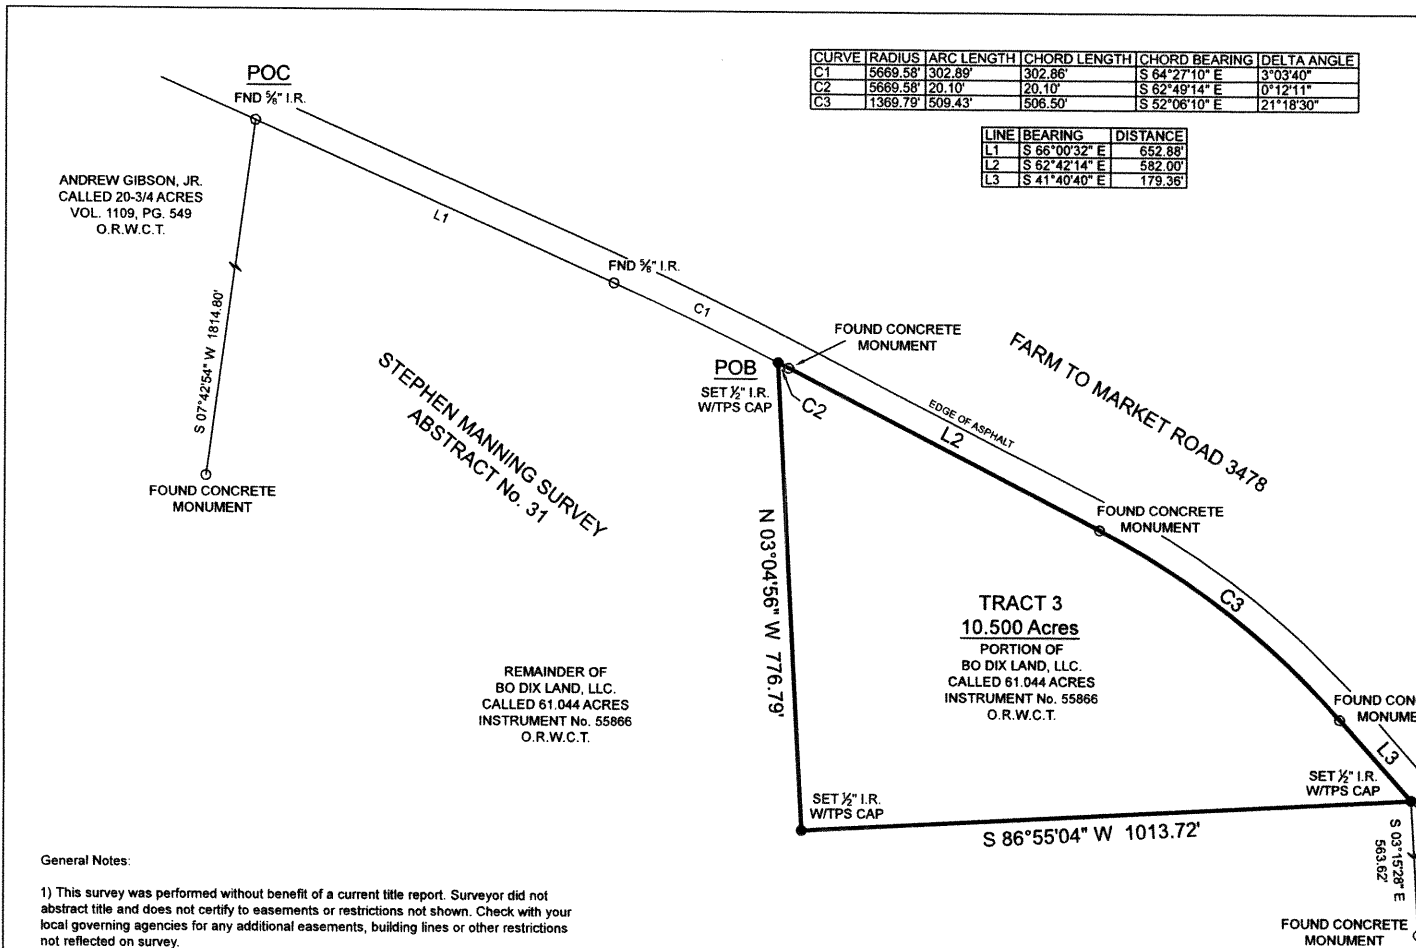 CURVE RADIUS ARC LENGTH CHORD LENGTH CHORD BEARING DELTA ANGLE
C1 5669.58' 302.89' 302.86' S 64°27'10" E 3°03'40"
C2 5669.58' 20.10' 20.10' S 62°49'14" E 0°12'11"
C3 1369.79' 509.43' 506.50' S 52°06'10" E 21°18'30"
LINE BEARING DISTANCE
L1 S 66°00'32" E 652.88'
L2 S 62°42'14" E 582.00'
L3 S 41°40'40" E 179.36'
POC
FND ⅝" I.R.
ANDREW GIBSON, JR.
CALLED 20-3/4 ACRES
VOL. 1109, PG. 549
O.R.W.C.T.
L1
S 07°42'54" W 1814.80'
FOUND CONCRETE
MONUMENT
FND ⅝" I.R.
C1
STEPHEN MANNING SURVEY
ABSTRACT No. 31
FOUND CONCRETE
MONUMENT
POB
SET ½" I.R.
W/TPS CAP
C2
EDGE OF ASPHALT
L2
FARM TO MARKET ROAD 3478
FOUND CONCRETE
MONUMENT
C3
N 03°04'56" W 776.79'
TRACT 3
10.500 Acres
PORTION OF
BO DIX LAND, LLC.
CALLED 61.044 ACRES
INSTRUMENT No. 55866
O.R.W.C.T.
REMAINDER OF
BO DIX LAND, LLC.
CALLED 61.044 ACRES
INSTRUMENT No. 55866
O.R.W.C.T.
FOUND CON
MONUME
L3
SET ½" I.R.
W/TPS CAP
SET ½" I.R.
W/TPS CAP
S 86°55'04" W 1013.72'
S 03°15'28" E
563.62'
FOUND CONCRETE
MONUMENT
General Notes:
1) This survey was performed without benefit of a current title report. Surveyor did not
abstract title and does not certify to easements or restrictions not shown. Check with your
local governing agencies for any additional easements, building lines or other restrictions
not reflected on survey.